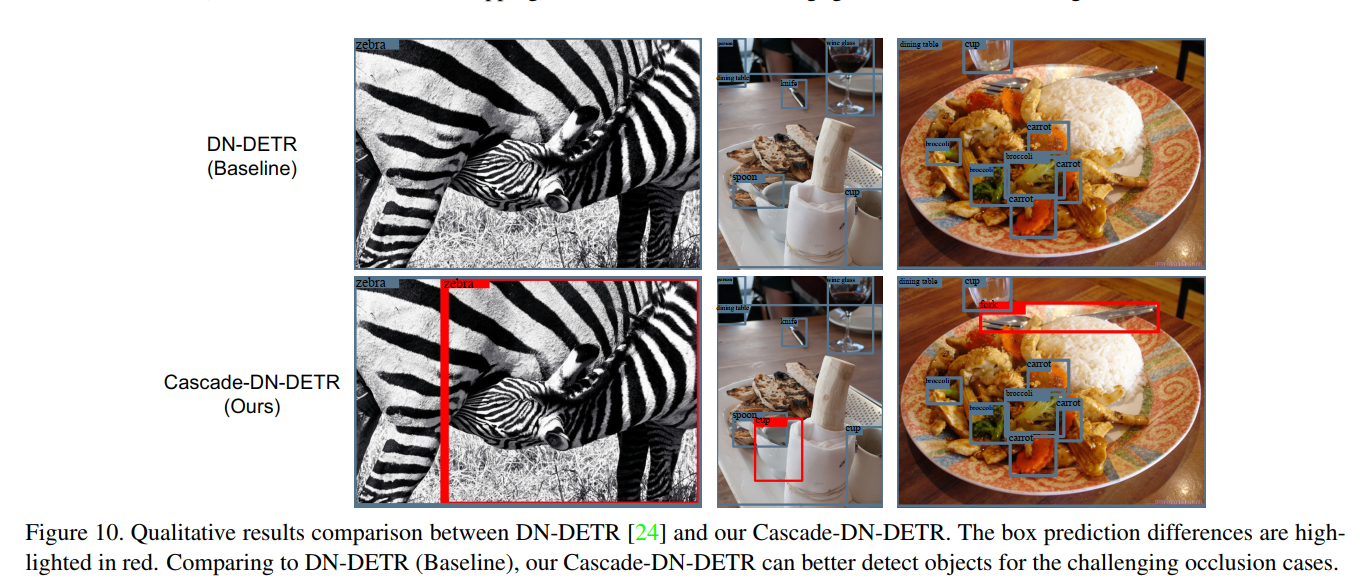 zebra
person
wine glass
dining table
knife
spoon
cup
dining table
cup
carrot
broccoli
broccoli
carrot
broccoli
carrot
DN-DETR
(Baseline)
zebra
zebra
person
wine glass
dining table
knife
spoon
cup
cup
dining table
cup
fork
carrot
broccoli
broccoli
carrot
broccoli
carrot
Cascade-DN-DETR
(Ours)
Figure 10. Qualitative results comparison between DN-DETR [24] and our Cascade-DN-DETR. The box prediction differences are high-
lighted in red. Comparing to DN-DETR (Baseline), our Cascade-DN-DETR can better detect objects for the challenging occlusion cases.